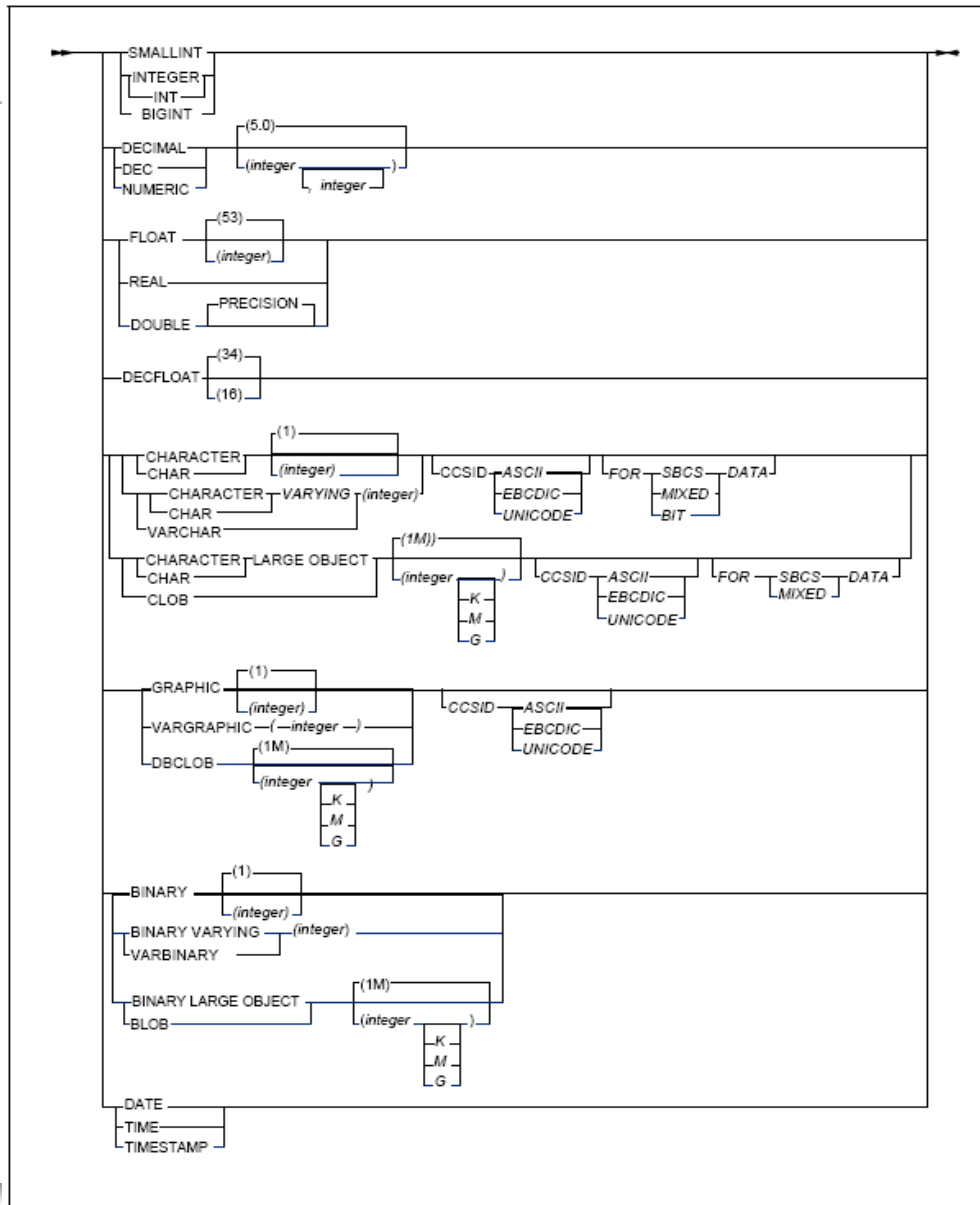 SMALLINT
INTEGER
INT
BIGINT
(5.0)
DECIMAL (integer )
DEC , integer
NUMERIC
(53)
FLOAT (integer)
REAL
PRECISION
DOUBLE
(34)
DECFLOAT (16)
(1)
CHARACTER (integer) CCSID ASCII FOR SBCS DATA
CHAR EBCDIC MIXED
CHARACTER VARYING (integer) UNICODE BIT
CHAR
VARCHAR
(1M))
CHARACTER LARGE OBJECT (integer ) CCSID ASCII FOR SBCS DATA
CHAR K EBCDIC MIXED
CLOB M UNICODE
G
(1)
GRAPHIC (integer) CCSID ASCII
VARGRAPHIC ( integer ) EBCDIC
(1M) UNICODE
DBCLOB (integer )
K
M
G
(1)
BINARY (integer)
BINARY VARYING (integer)
VARBINARY
(1M)
BINARY LARGE OBJECT (integer )
BLOB K
M
G
DATE
TIME
TIMESTAMP